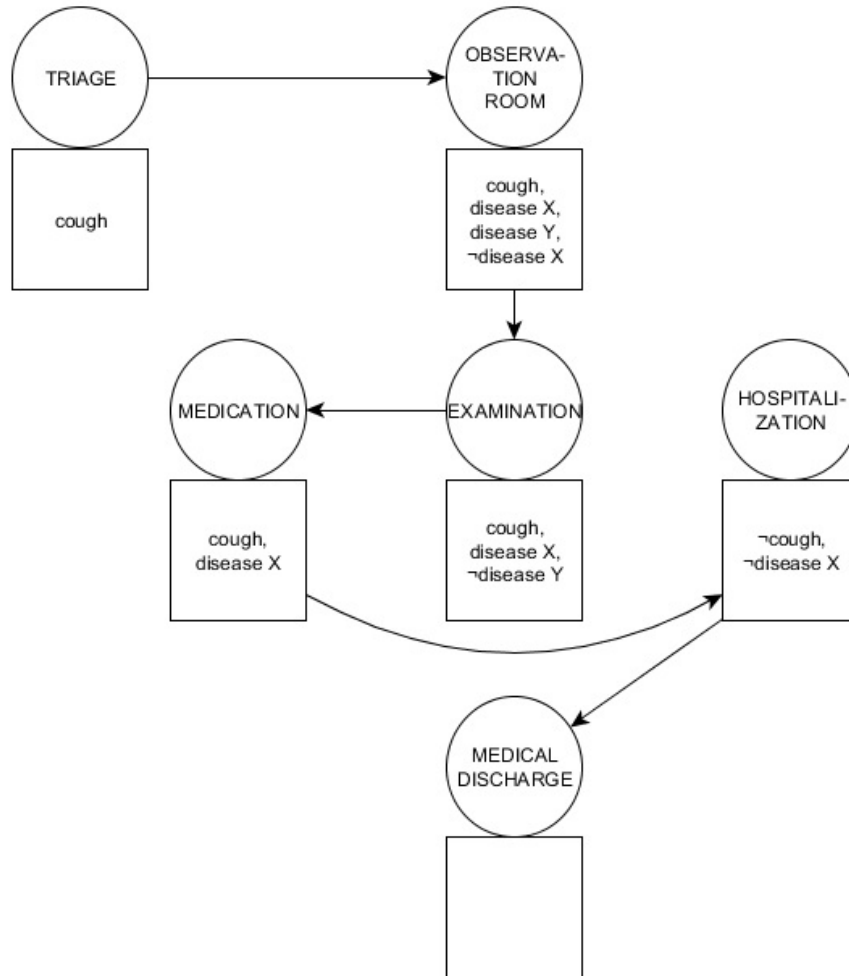 TRIAGE
OBSERVA-
TION
ROOM
cough
cough,
disease X,
disease Y,
¬disease X
MEDICATION
EXAMINATION
HOSPITALI-
ZATION
cough,
disease X
cough,
disease X,
¬disease Y
¬cough,
¬disease X
MEDICAL
DISCHARGE